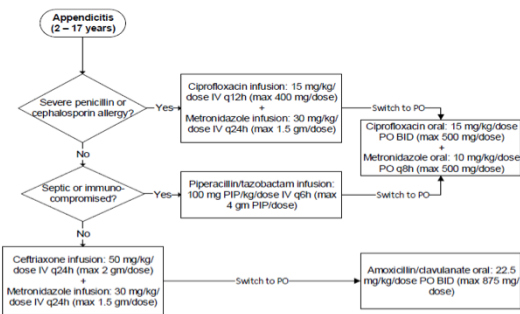 Appendicitis
(2 – 17 years)
Severe penicillin or
cephalosporin allergy?
Yes
Ciprofloxacin infusion: 15 mg/kg/
dose IV q12h (max 400 mg/dose)
+
Metronidazole infusion: 30 mg/kg/
dose IV q24h (max 1.5 gm/dose)
Switch to PO
Ciprofloxacin oral: 15 mg/kg/dose
PO BID (max 500 mg/dose)
+
Metronidazole oral: 10 mg/kg/dose
PO q8h (max 500 mg/dose)
No
Septic or immuno-
compromised?
Yes
Piperacillin/tazobactam infusion:
100 mg PIP/kg/dose IV q6h (max
4 gm PIP/dose)
Switch to PO
No
Ceftriaxone infusion: 50 mg/kg/
dose IV q24h (max 2 gm/dose)
+
Metronidazole infusion: 30 mg/kg/
dose IV q24h (max 1.5 gm/dose)
Switch to PO
Amoxicillin/clavulanate oral: 22.5
mg/kg/dose PO BID (max 875 mg/
dose)